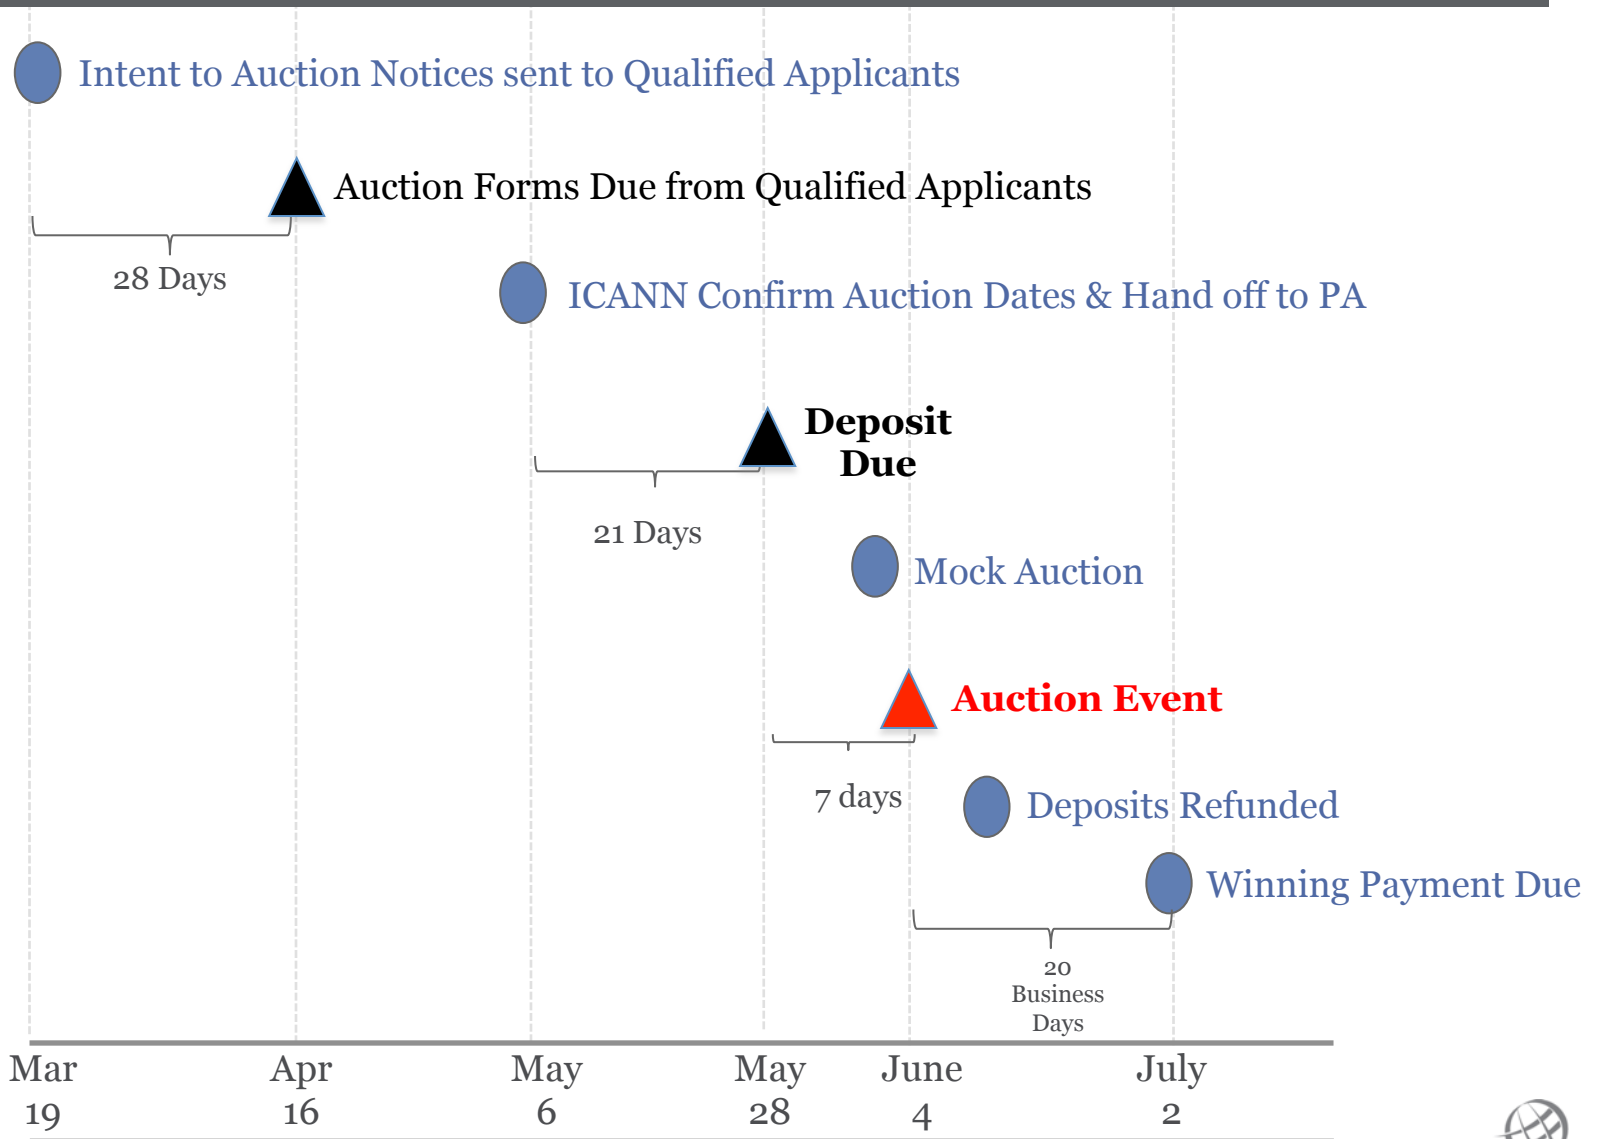 Intent to Auction Notices sent to Qualified Applicants
Auction Forms Due from Qualified Applicants
28 Days
ICANN Confirm Auction Dates & Hand off to PA
Deposit
Due
21 Days
Mock Auction
Auction Event
7 days
Deposits Refunded
Winning Payment Due
20
Business
Days
Mar
19
Apr
16
May
6
May
28
June
4
July
2